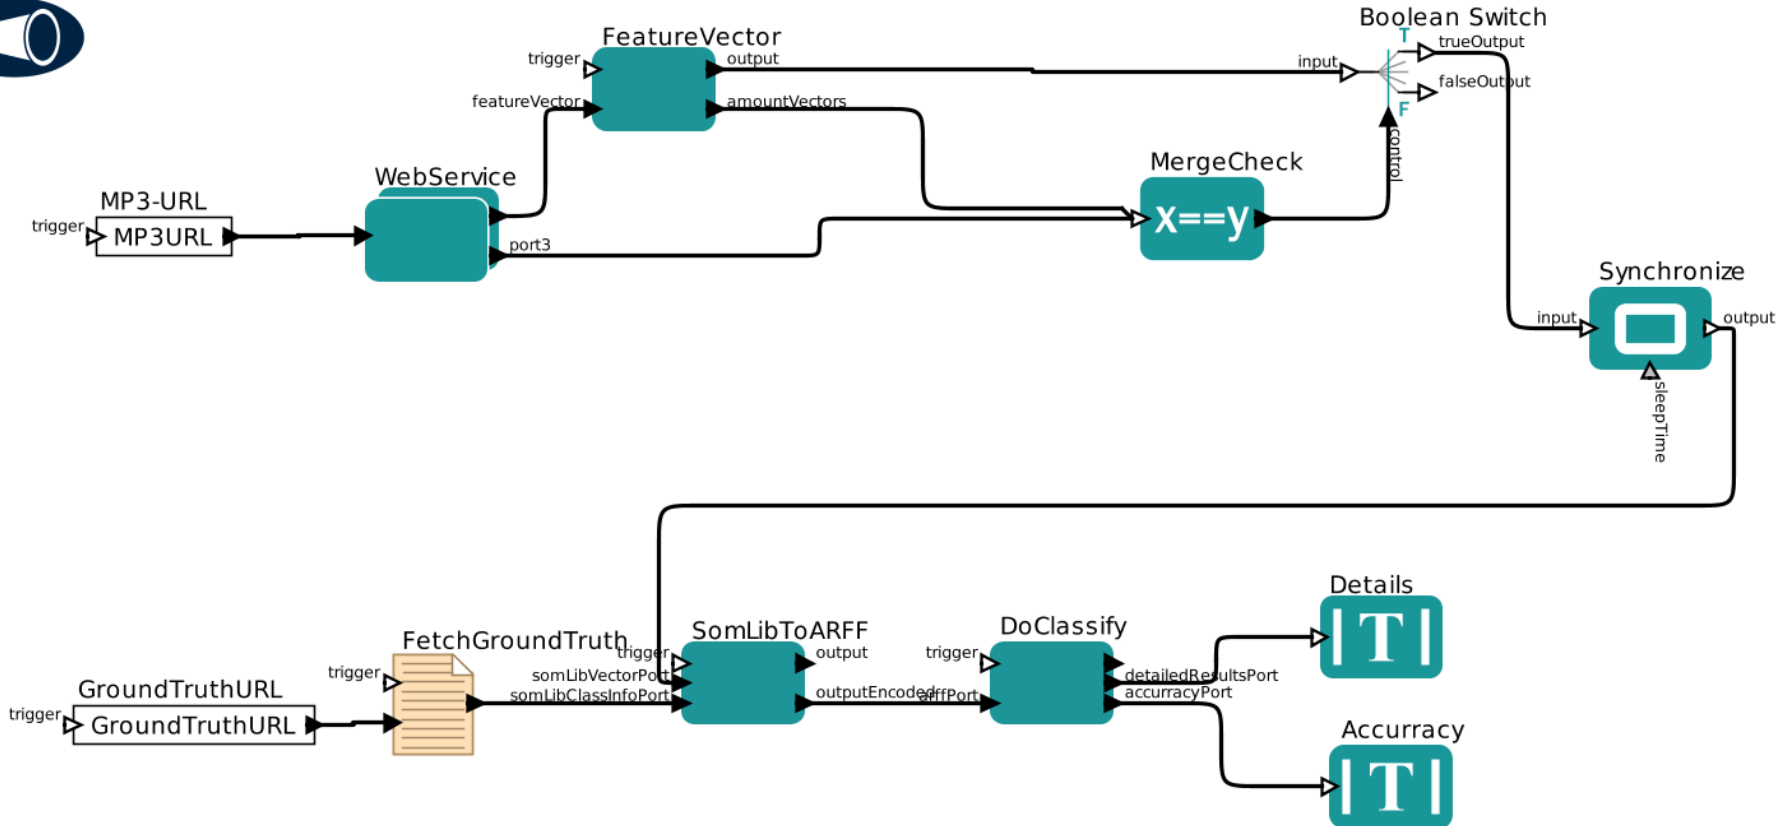 Boolean Switch
T
trueOutput
FeatureVector
trigger
output
input
falseOutput
featureVector
amountVectors
F
control
MergeCheck
WebService
MP3-URL
trigger
MP3URL
x==y
port3
Synchronize
input
output
sleepTime
Details
T
DoClassify
SomLibToARFF
FetchGroundTruth
trigger
output
trigger
trigger
somLibVectorPort
detailedResultsPort
somLibClassInfoPort
outputEncoded
arffPort
accurracyPort
GroundTruthURL
trigger
GroundTruthURL
Accurracy
T